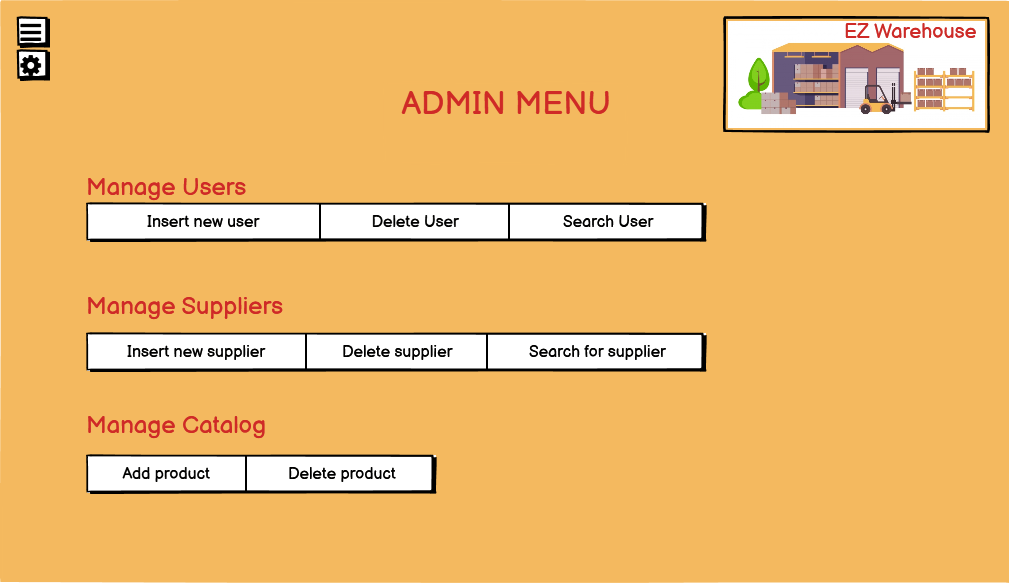 EZ Warehouse
ADMIN MENU
Manage Users
Insert new user Delete User Search User
Manage Suppliers
Insert new supplier Delete supplier Search for supplier
Manage Catalog
Add product Delete product